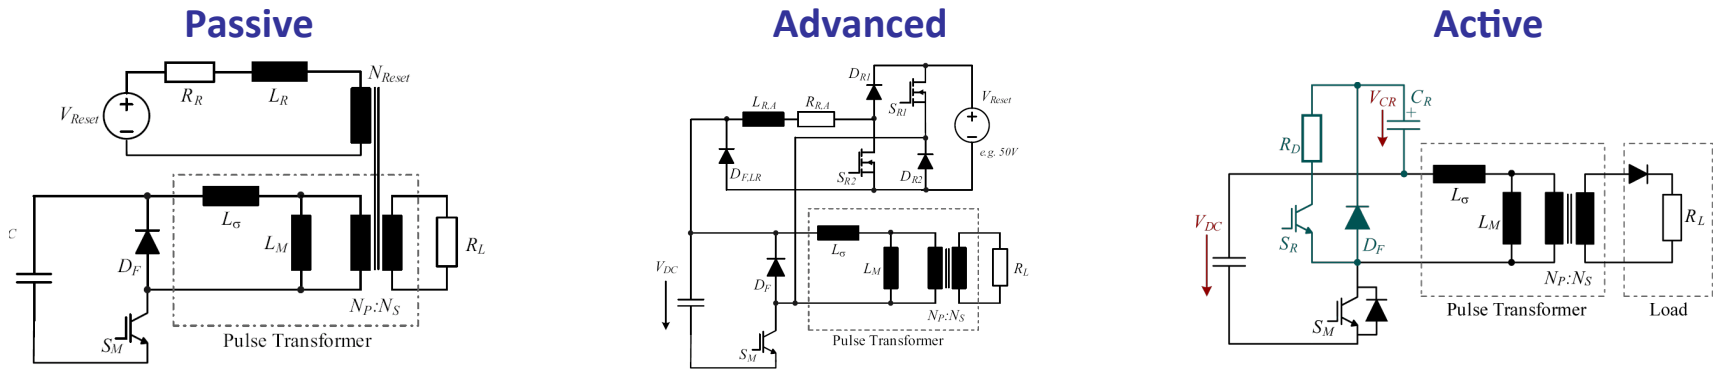 Passive
Advanced
Active
N_Reset
R_R
L_R
V_Reset
+
−
C
D_F
L_σ
L_M
R_L
N_P:N_S
S_M
Pulse Transformer
D_R1
S_R1
L_R,A
R_R,A
V_Reset
+
−
e.g. 50V
D_F,LR
S_R2
D_R2
V_DC
D_F
L_σ
L_M
R_L
N_P:N_S
S_M
Pulse Transformer
V_CR
C_R
+
R_D
V_DC
S_R
D_F
L_σ
L_M
R_L
N_P:N_S
S_M
Pulse Transformer
Load